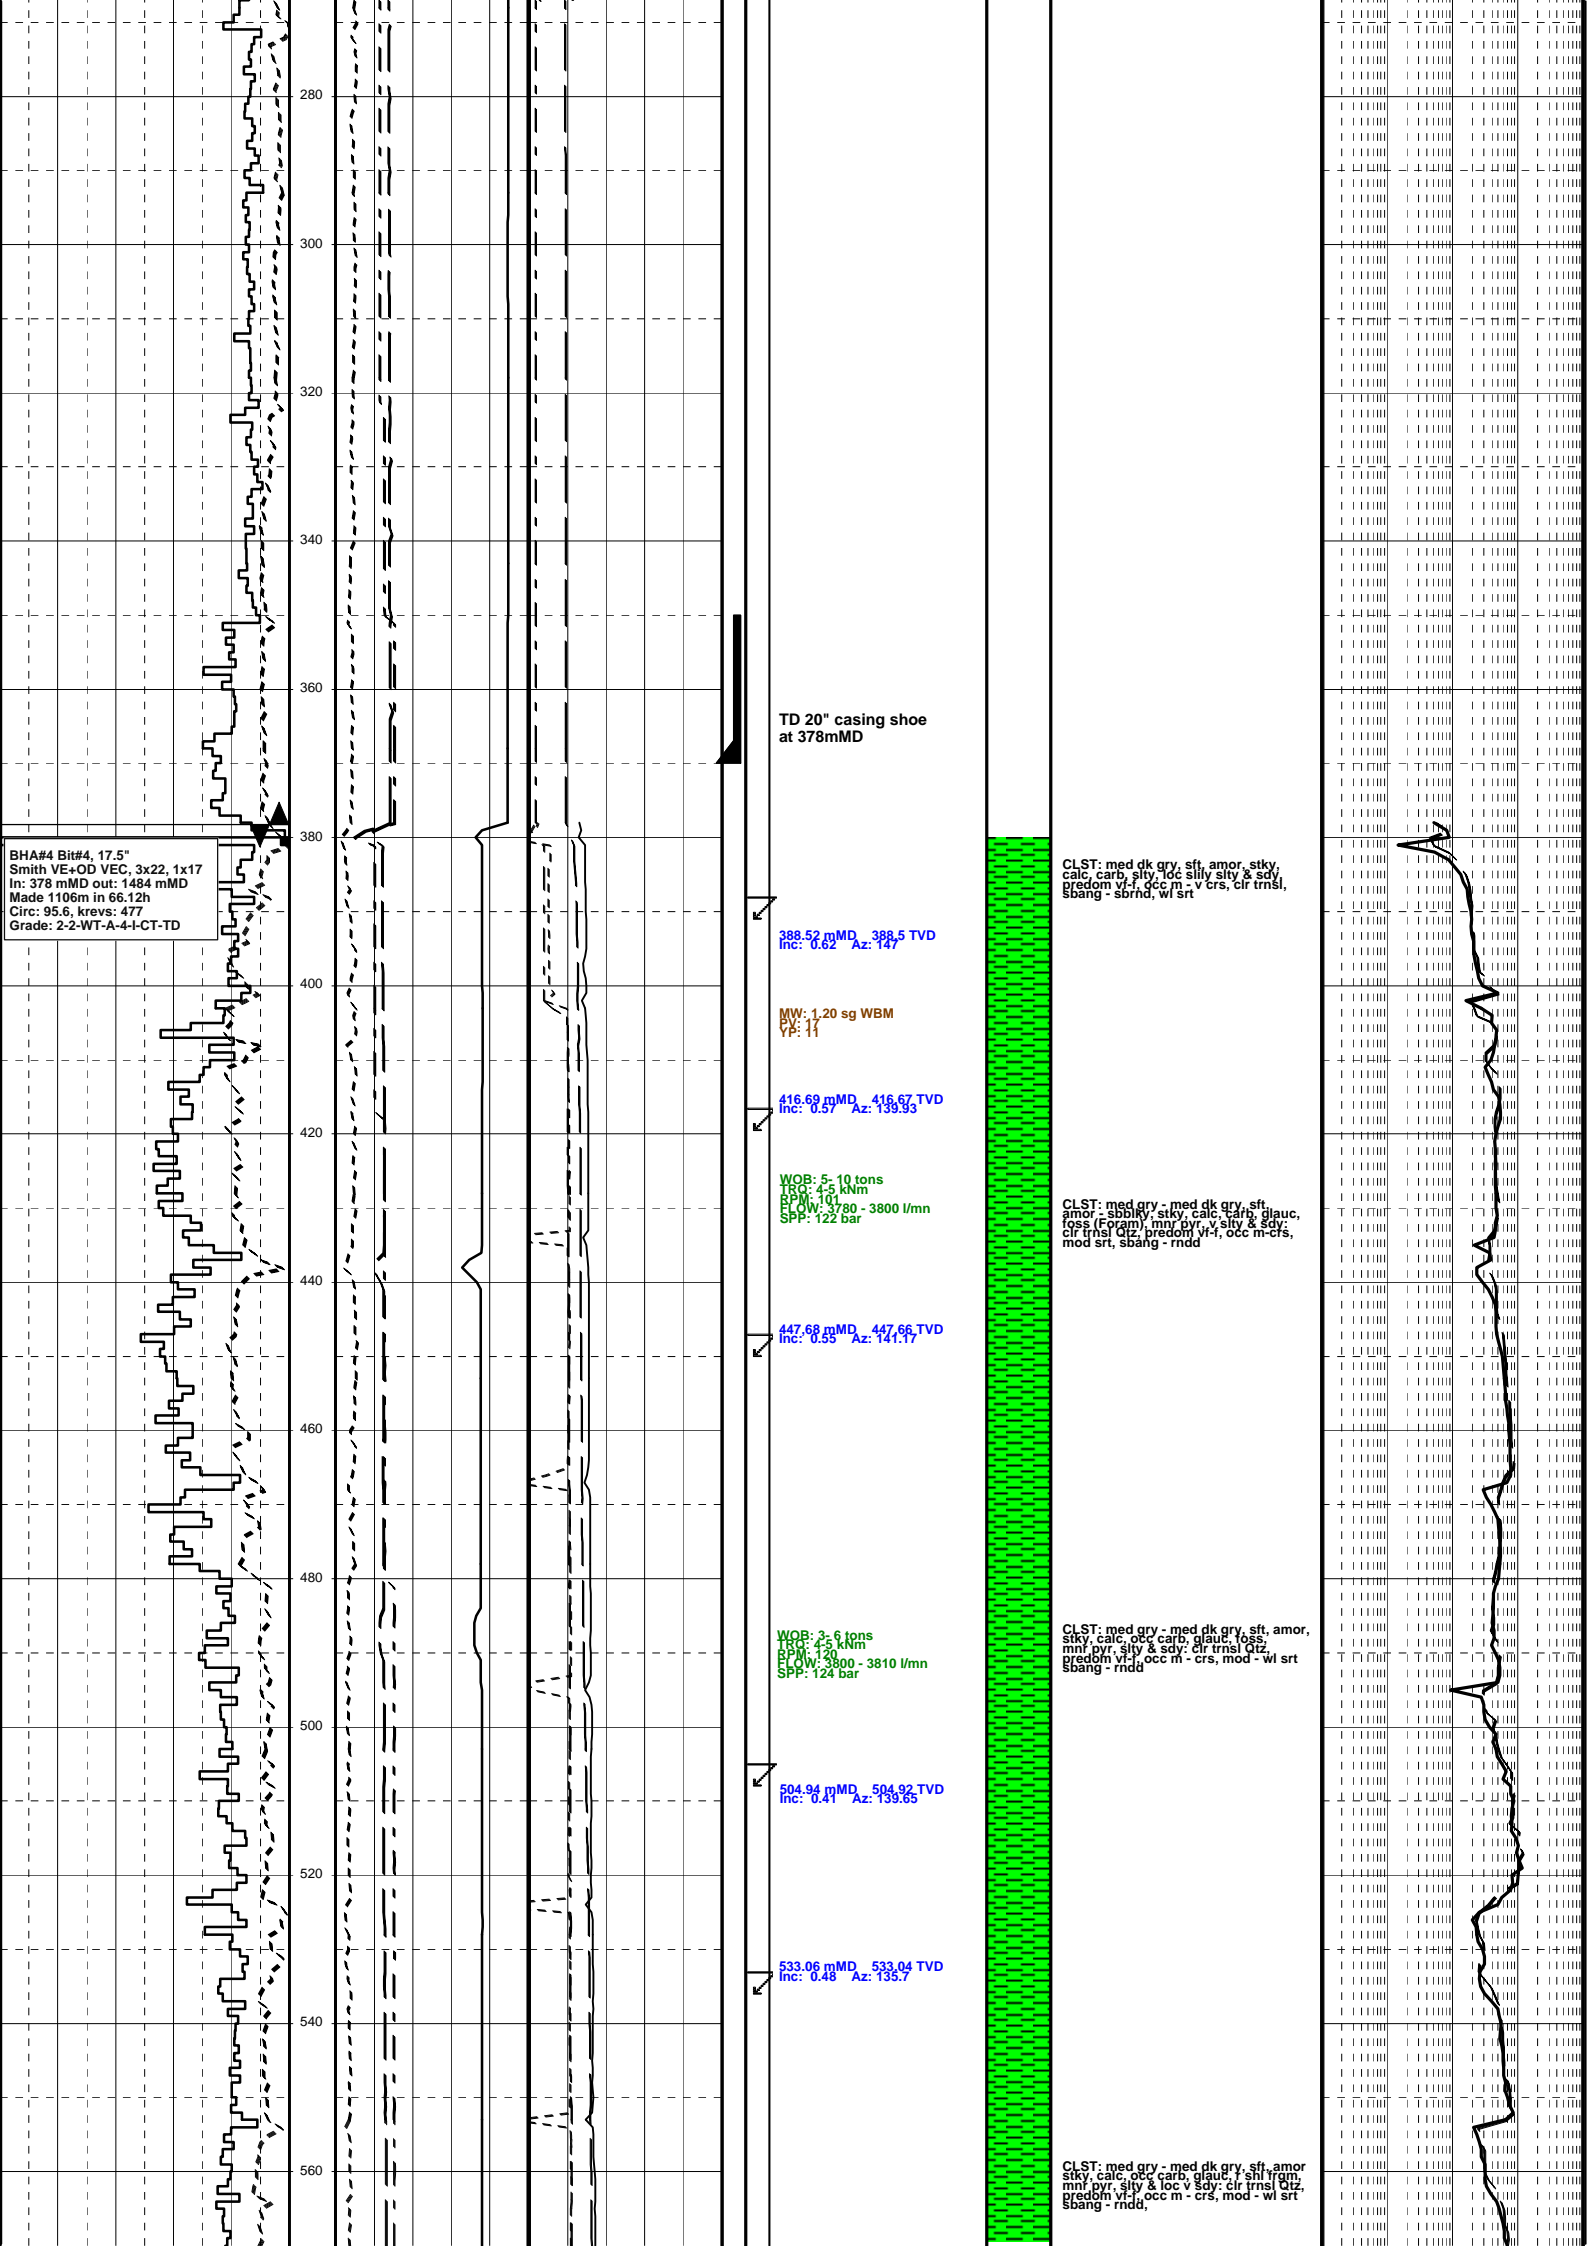 280
300
320
340
360
TD 20" casing shoe
at 378mMD
380
BHA#4 Bit#4, 17.5"
Smith VE+OD VEC, 3x22, 1x17
In: 378 mMD out: 1484 mMD
Made 1106m in 66.12h
Circ: 95.6, krevs: 477
Grade: 2-2-WT-A-4-I-CT-TD
CLST: med dk gry, sft, amor, stky,
calc, carb, slty, loc slily slty & sdy
predom vf-f, occ m - v crs, clr trnsl,
sbang - sbrnd, wl srt
388.52 mMD 388.5 TVD
Inc: 0.62 Az: 147
400
MW: 1.20 sg WBM
PV: 17
YP: 11
416.69 mMD 416.67 TVD
Inc: 0.57 Az: 139.93
420
WOB: 5- 10 tons
TRQ: 4-5 kNm
RPM: 101
FLOW: 3780 - 3800 l/mn
SPP: 122 bar
CLST: med gry - med dk gry, sft,
amor - sbblky, stky, calc, carb, glauc,
foss (Foram), mnr pyr, v slty & sdy:
clr trnsl Qtz, predom vf-f, occ m-crs,
mod srt, sbang - rndd
440
447.68 mMD 447.66 TVD
Inc: 0.55 Az: 141.17
460
480
WOB: 3- 6 tons
TRQ: 4-5 kNm
RPM: 120
FLOW: 3800 - 3810 l/mn
SPP: 124 bar
CLST: med gry - med dk gry, sft, amor,
stky, calc, occ carb, glauc, foss,
mnr pyr, slty & sdy: clr trnsl Qtz,
predom vf-f, occ m - crs, mod - wl srt
sbang - rndd
500
504.94 mMD 504.92 TVD
Inc: 0.41 Az: 139.65
520
533.06 mMD 533.04 TVD
Inc: 0.48 Az: 135.7
540
560
CLST: med gry - med dk gry, sft, amor
stky, calc, occ carb, glauc, r shl frgm,
mnr pyr, slty & loc v sdy: clr trnsl Qtz,
predom vf-f, occ m - crs, mod - wl srt
sbang - rndd,